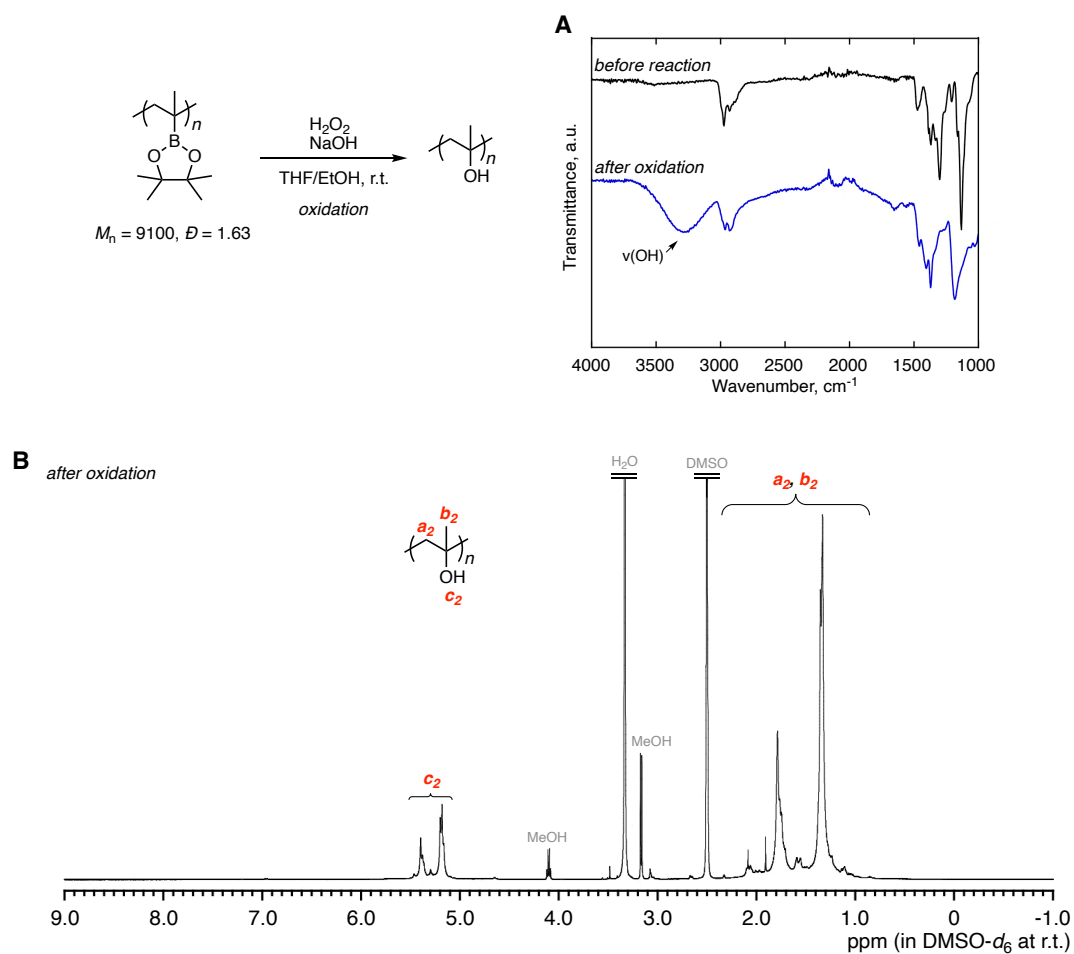 A
n
B
O
O
Mn = 9100, Đ = 1.63
H2O2
NaOH
THF/EtOH, r.t.
oxidation
n
OH
before reaction
after oxidation
ν(OH)
Transmittance, a.u.
4000 3500 3000 2500 2000 1500 1000
Wavenumber, cm-1
B
after oxidation
H2O
DMSO
a2, b2
b2
a2
n
OH
c2
MeOH
c2
MeOH
9.0 8.0 7.0 6.0 5.0 4.0 3.0 2.0 1.0 0 -1.0
ppm (in DMSO-d6 at r.t.)